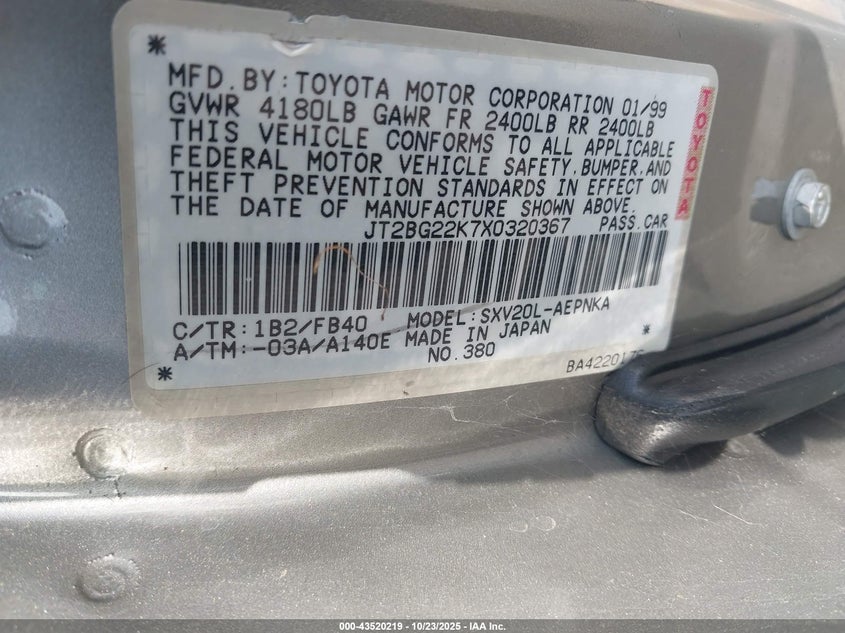 MFD.BY:TOYOTA MOTOR CORPORATION 01/99
GVWR 4180LB GAWR FR 2400LB RR 2400LB
THIS VEHICLE CONFORMS TO ALL APPLICABLE
FEDERAL MOTOR VEHICLE SAFETY,BUMPER,AND
THEFT PREVENTION STANDARDS IN EFFECT ON
THE DATE OF MANUFACTURE SHOWN ABOVE.
JT2BG22K7X0320367 PASS.CAR
C/TR:1B2/FB40 MODEL:SXV20L-AEPNKA
A/TM:-03A/A140E MADE IN JAPAN
NO.380
TOYOTA
000-43520219 - 10/23/2025 - IAA Inc.